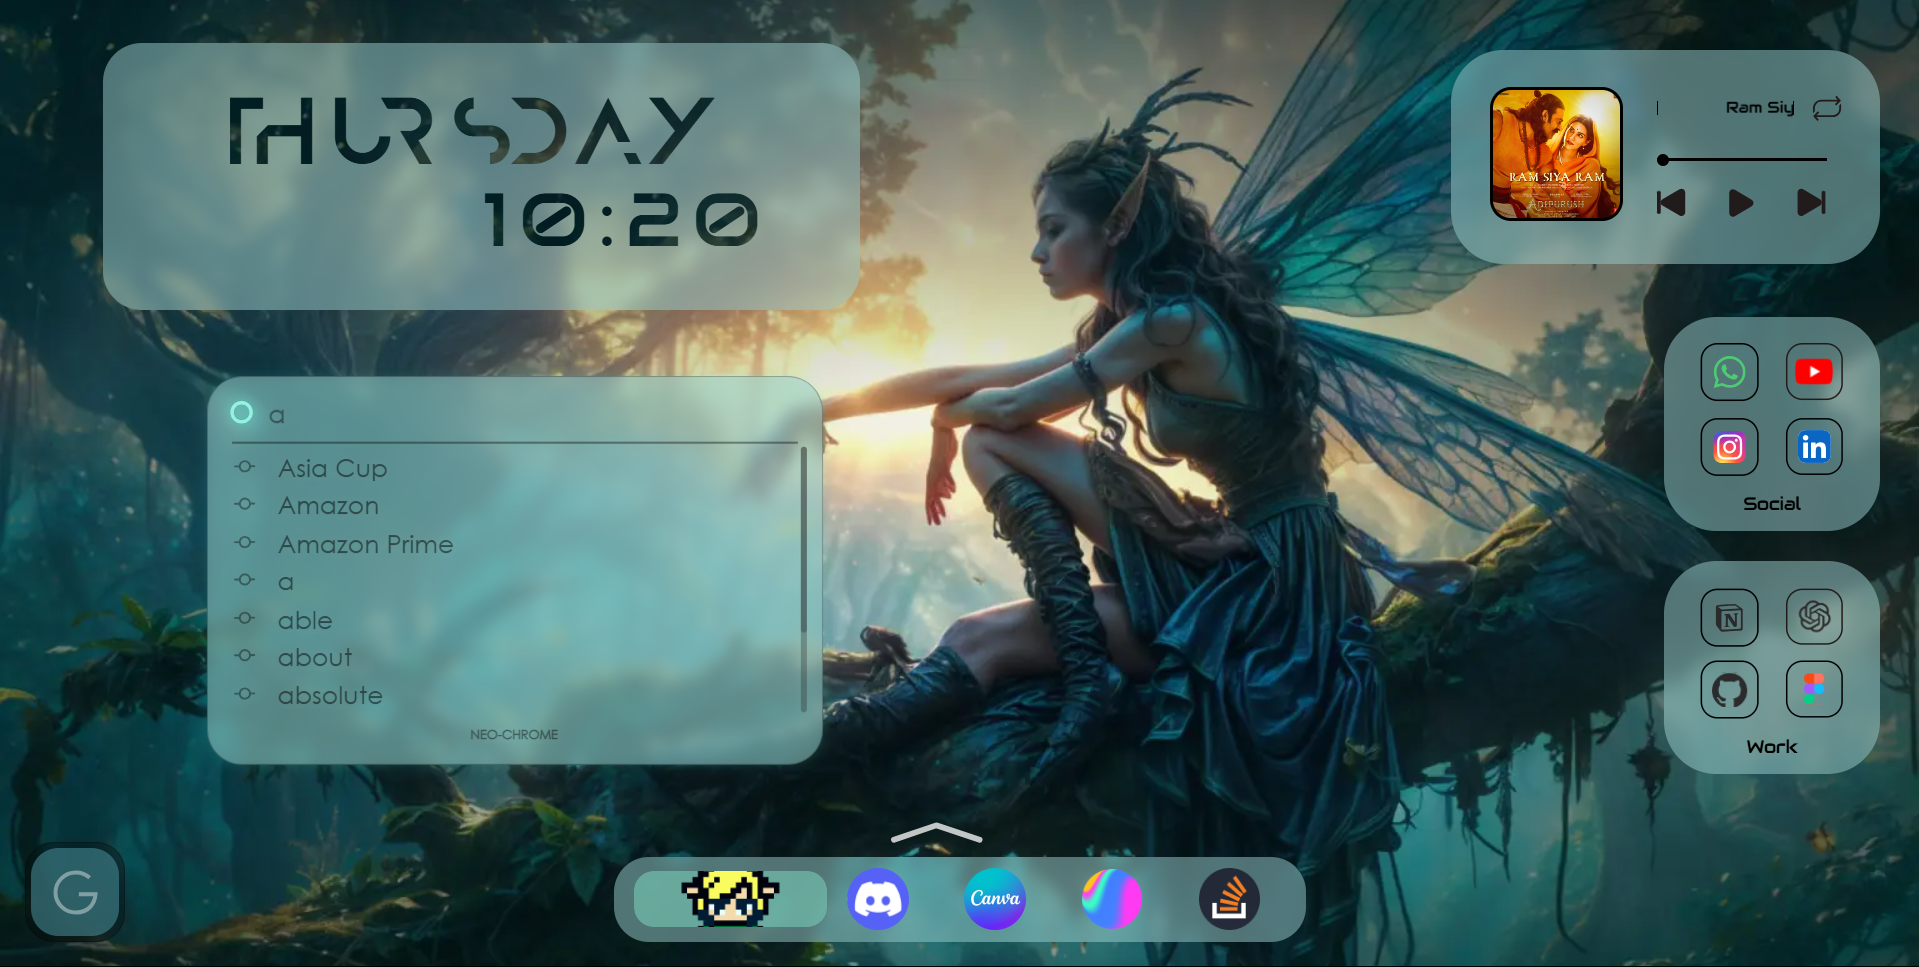 THURSDAY
10:20
a
Asia Cup
Amazon
Amazon Prime
a
able
about
absolute
NEO-CHROME
Ram Siy
RAM SIYA RAM
ADIPURUSH
Social
N
in
Work
G
Canva